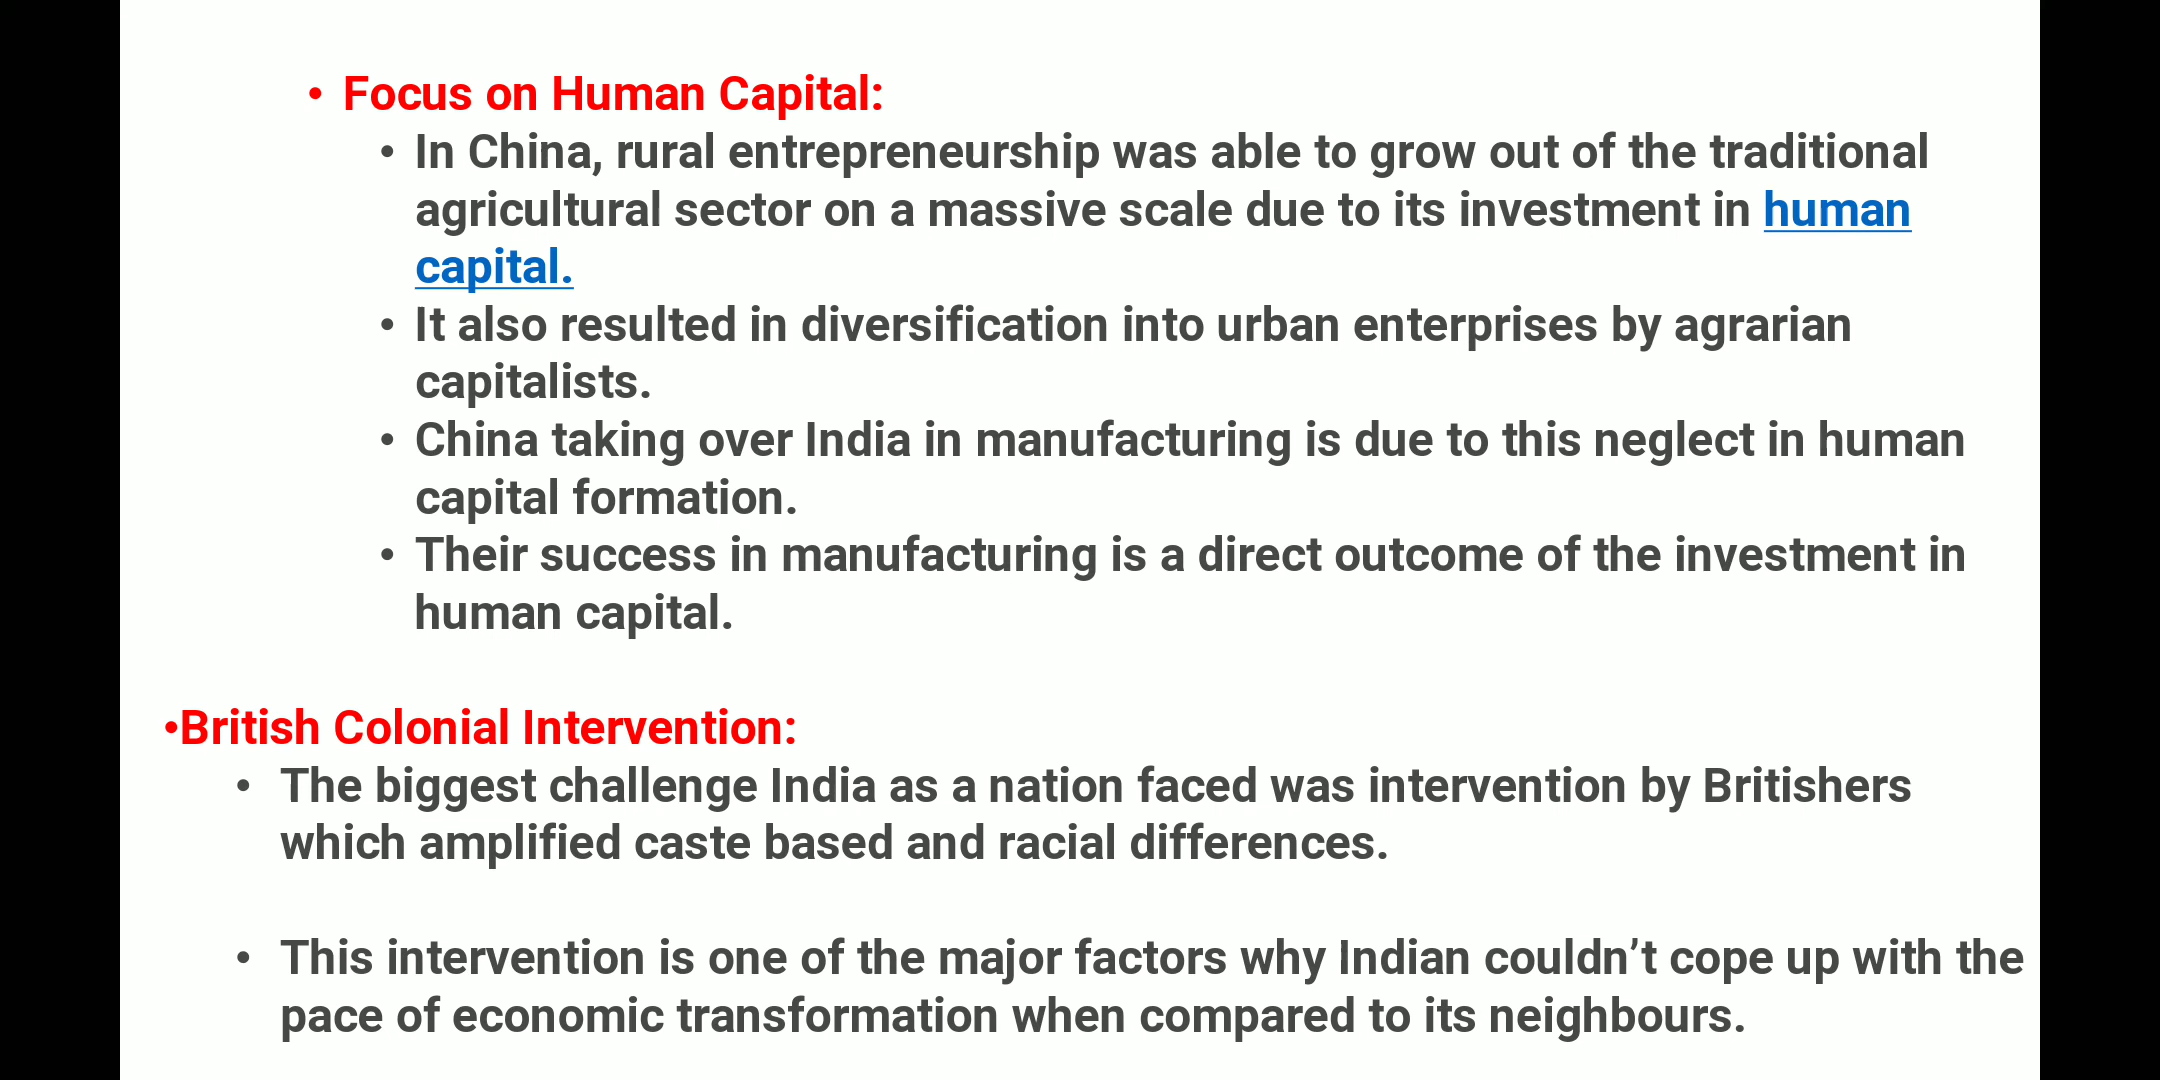 • Focus on Human Capital:
• In China, rural entrepreneurship was able to grow out of the traditional
agricultural sector on a massive scale due to its investment in human
capital.
• It also resulted in diversification into urban enterprises by agrarian
capitalists.
• China taking over India in manufacturing is due to this neglect in human
capital formation.
• Their success in manufacturing is a direct outcome of the investment in
human capital.
•British Colonial Intervention:
• The biggest challenge India as a nation faced was intervention by Britishers
which amplified caste based and racial differences.
• This intervention is one of the major factors why Indian couldn’t cope up with the
pace of economic transformation when compared to its neighbours.